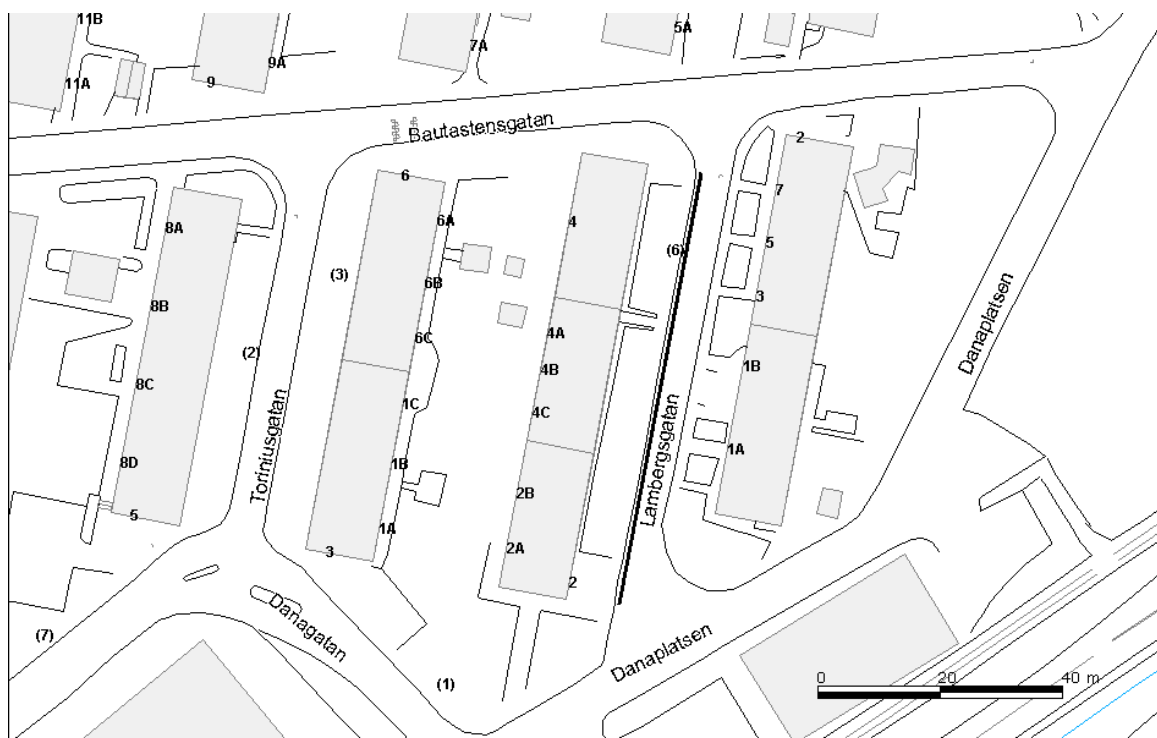 11B
5A
7A
9A
11A
9
Bautastensgatan
2
6
7
6A
4
8A
5
(6)
(3)
6B
3
8B
4A
6C
(2)
1B
4B
8C
1C
4C
Danaplatsen
Toriniusgatan
Lambergsgatan
1A
8D
1B
2B
5
1A
3
2A
2
Danagatan
(7)
Danaplatsen
(1)
0 20 40 m